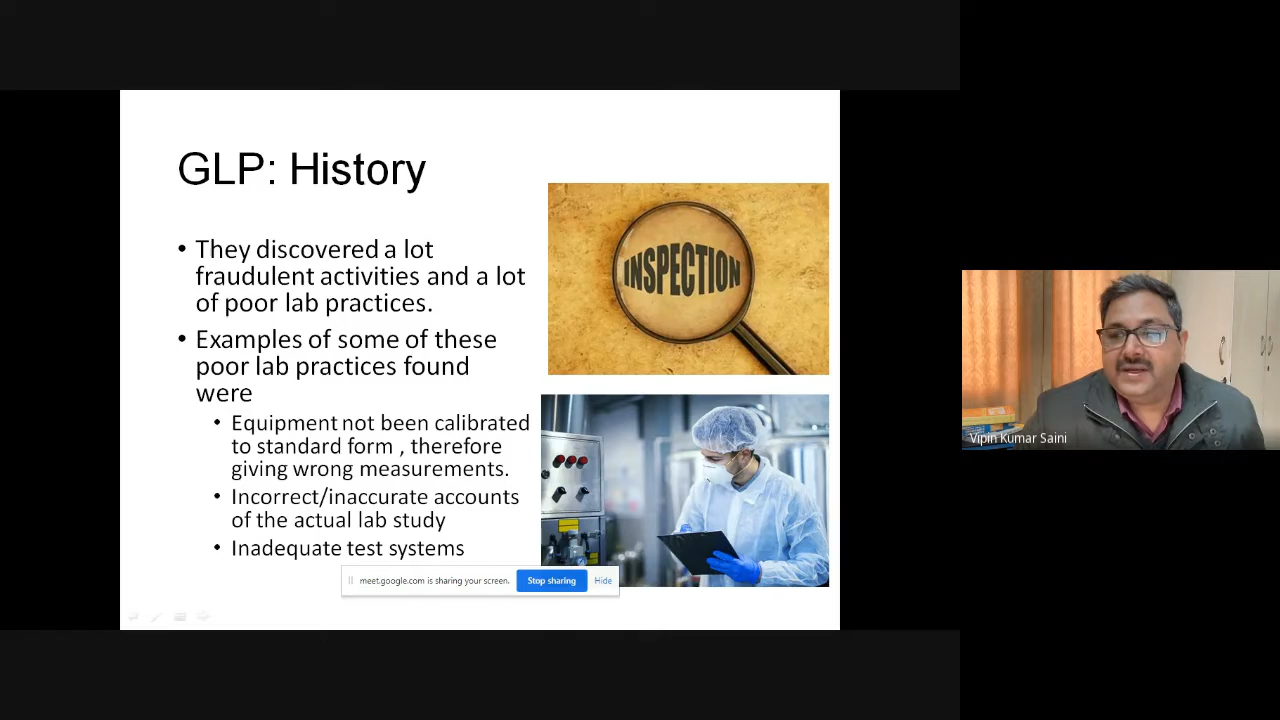 GLP: History
• They discovered a lot
fraudulent activities and a lot
of poor lab practices.
• Examples of some of these
poor lab practices found
were
• Equipment not been calibrated
to standard form , therefore
giving wrong measurements.
• Incorrect/inaccurate accounts
of the actual lab study
• Inadequate test systems
INSPECTION
meet.google.com is sharing your screen.
Stop sharing
Hide
Vipin Kumar Saini